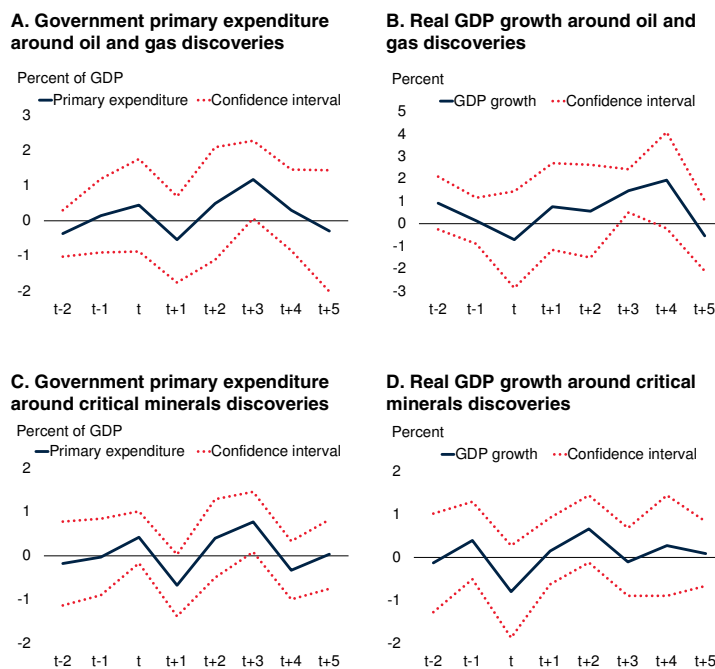 A. Government primary expenditure
around oil and gas discoveries
Percent of GDP
Primary expenditure Confidence interval
3
2
1
0
-1
-2
t-2 t-1 t t+1 t+2 t+3 t+4 t+5
B. Real GDP growth around oil and
gas discoveries
Percent
GDP growth Confidence interval
5
4
3
2
1
0
-1
-2
-3
t-2 t-1 t t+1 t+2 t+3 t+4 t+5
C. Government primary expenditure
around critical minerals discoveries
Percent of GDP
Primary expenditure Confidence interval
2
1
0
-1
-2
t-2 t-1 t t+1 t+2 t+3 t+4 t+5
D. Real GDP growth around critical
minerals discoveries
Percent
GDP growth Confidence interval
2
1
0
-1
-2
t-2 t-1 t t+1 t+2 t+3 t+4 t+5